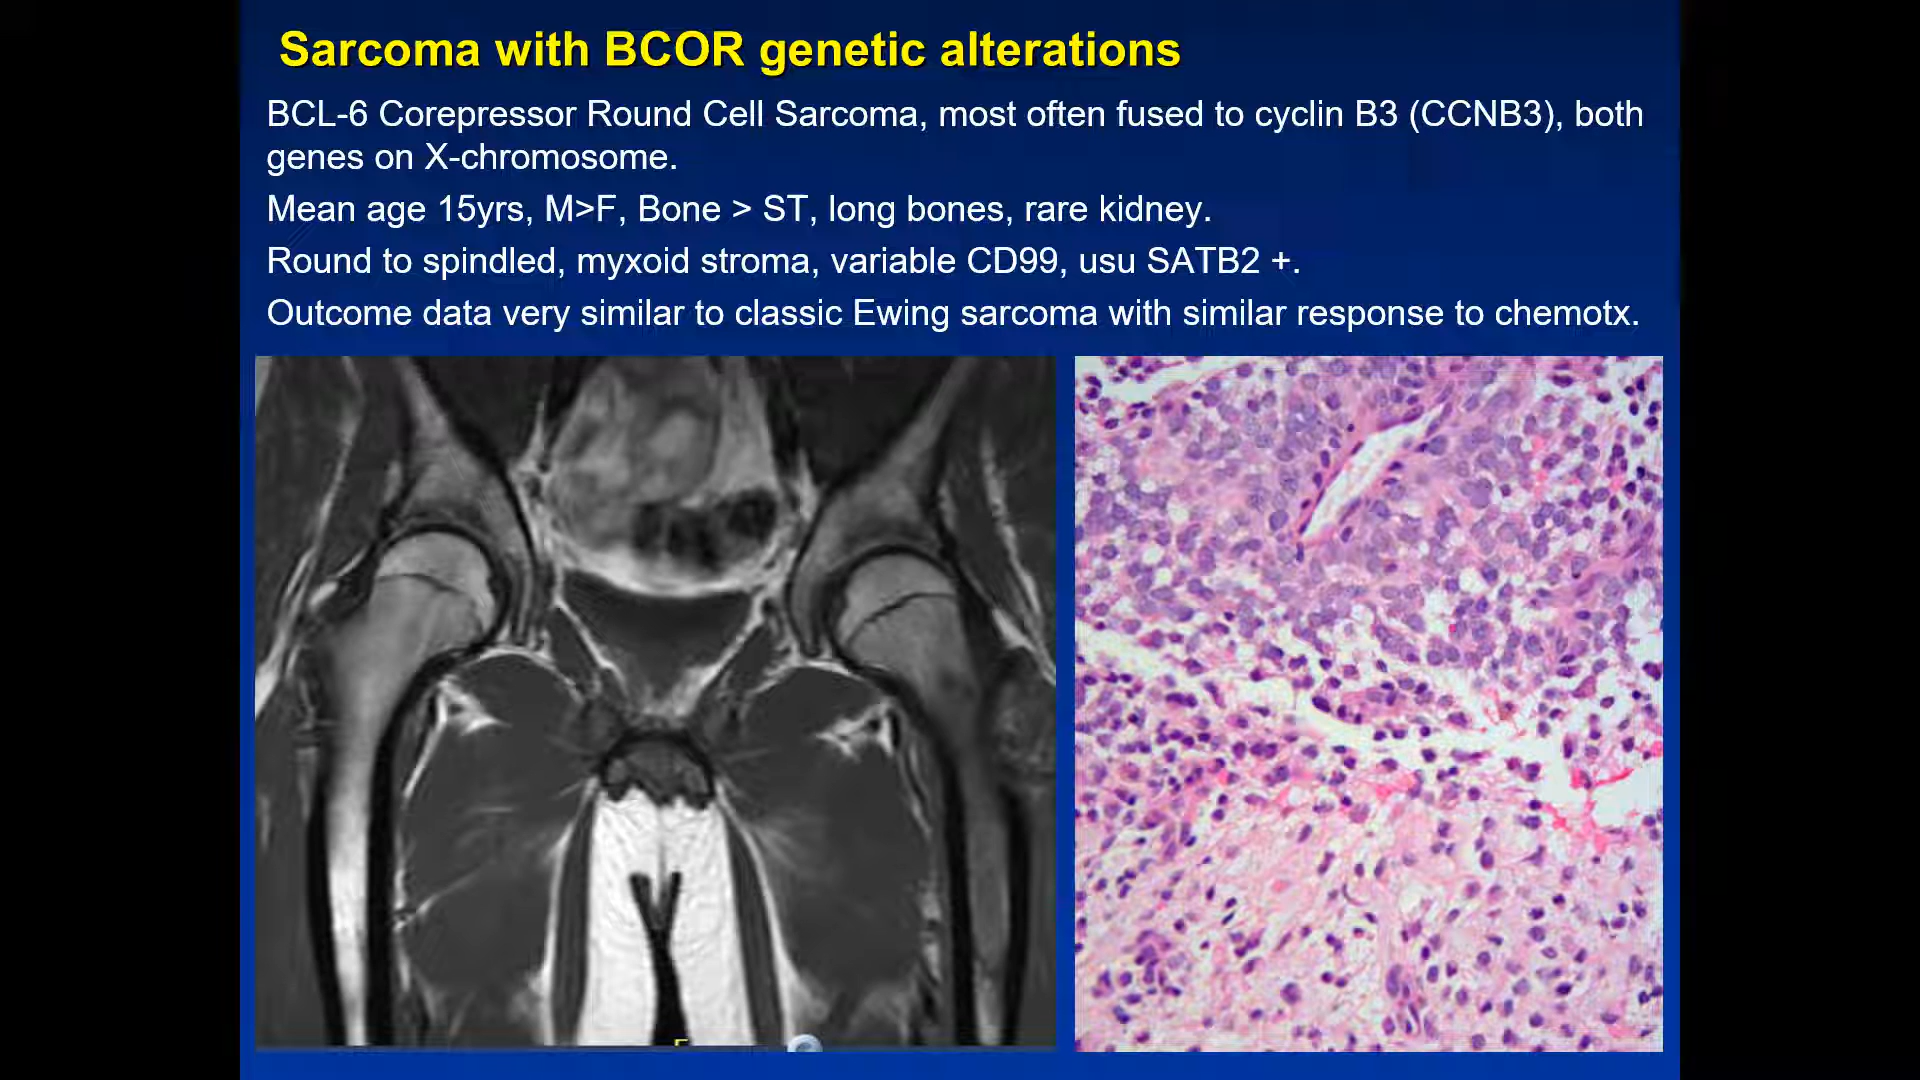 Sarcoma with BCOR genetic alterations
BCL-6 Corepressor Round Cell Sarcoma, most often fused to cyclin B3 (CCNB3), both
genes on X-chromosome.
Mean age 15yrs, M>F, Bone > ST, long bones, rare kidney.
Round to spindled, myxoid stroma, variable CD99, usu SATB2 +.
Outcome data very similar to classic Ewing sarcoma with similar response to chemotx.